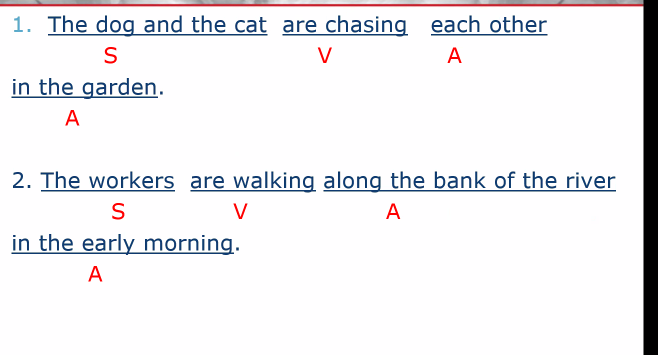 1. The dog and the cat are chasing each other
S V A
in the garden.
A
2. The workers are walking along the bank of the river
S V A
in the early morning.
A